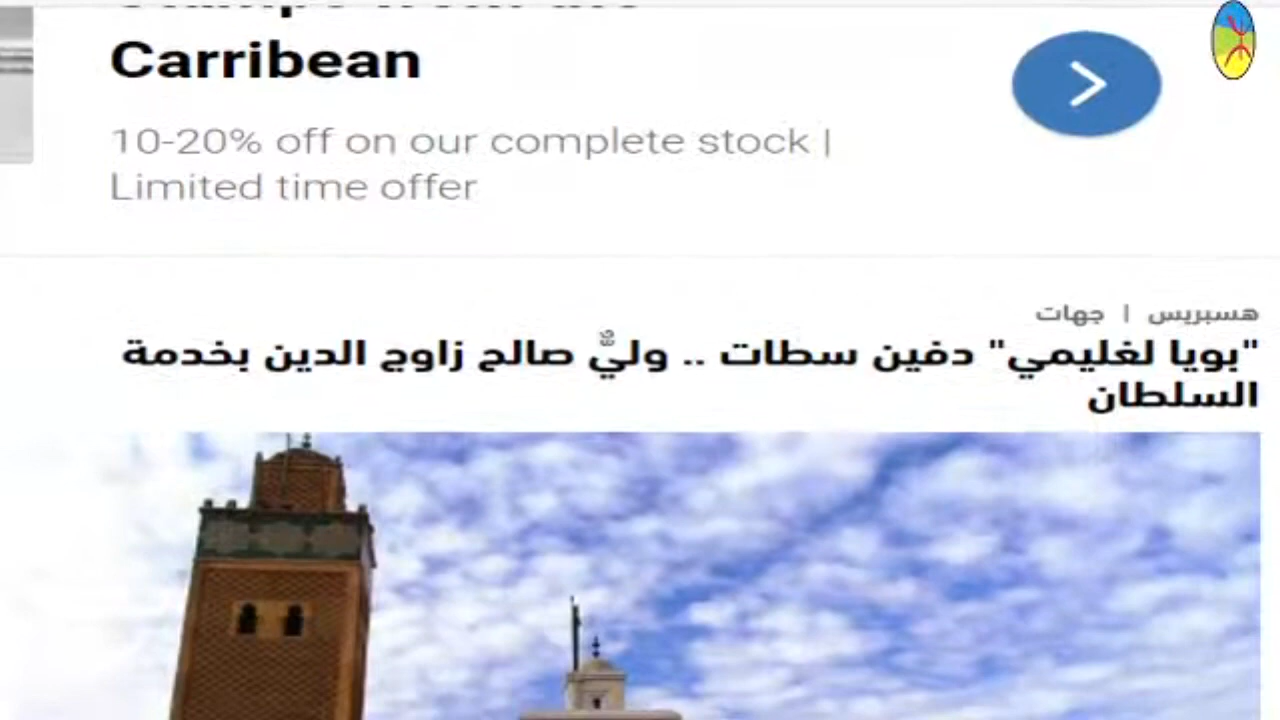 Carribean
10-20% off on our complete stock |
Limited time offer
هسبريس | جهات
"بويا لغليمي" دفين سطات .. وليٌّ صالح زاوج الدين بخدمة
السلطان